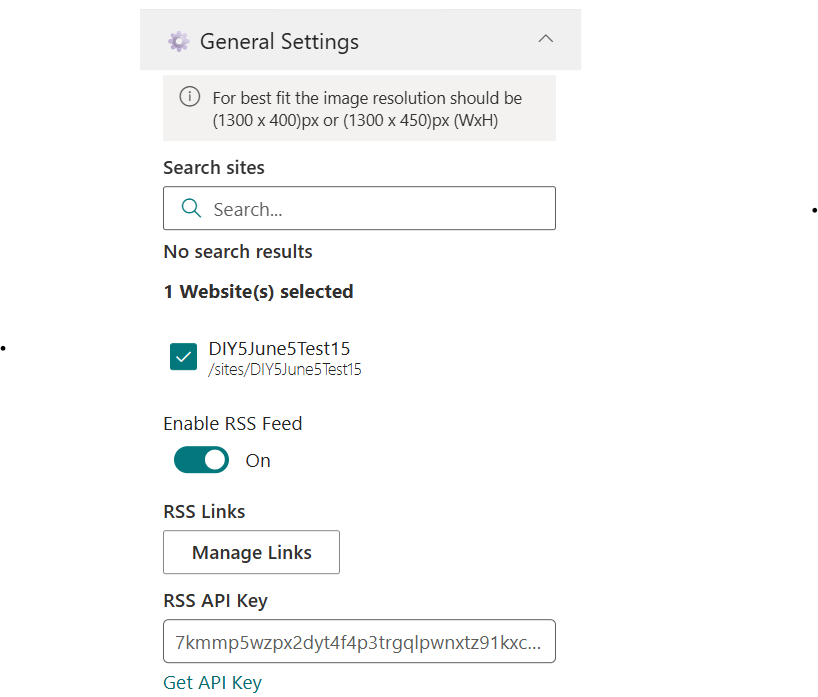 General Settings
For best fit the image resolution should be
(1300 x 400)px or (1300 x 450)px (WxH)
Search sites
Search...
No search results
1 Website(s) selected
DIY5June5Test15
/sites/DIY5June5Test15
Enable RSS Feed
On
RSS Links
Manage Links
RSS API Key
7kmmp5wzpx2dyt4f4p3trgqlpwnxtz91kxc...
Get API Key